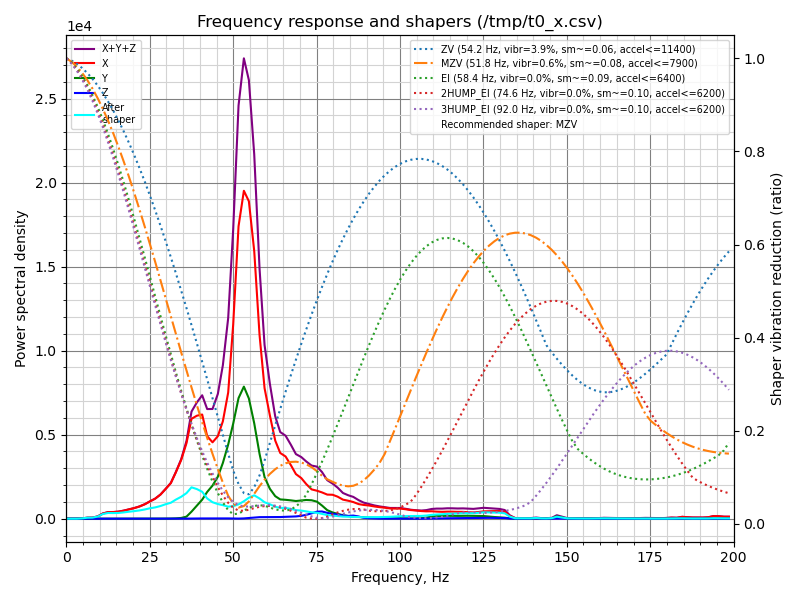 Frequency response and shapers (/tmp/t0_x.csv)
1e4
X+Y+Z
X
Y
Z
After
shaper
ZV (54.2 Hz, vibr=3.9%, sm~=0.06, accel<=11400)
MZV (51.8 Hz, vibr=0.6%, sm~=0.08, accel<=7900)
EI (58.4 Hz, vibr=0.0%, sm~=0.09, accel<=6400)
2HUMP_EI (74.6 Hz, vibr=0.0%, sm~=0.10, accel<=6200)
3HUMP_EI (92.0 Hz, vibr=0.0%, sm~=0.10, accel<=6200)
Recommended shaper: MZV
Power spectral density
2.5
2.0
1.5
1.0
0.5
0.0
Shaper vibration reduction (ratio)
1.0
0.8
0.6
0.4
0.2
0.0
0 25 50 75 100 125 150 175 200
Frequency, Hz